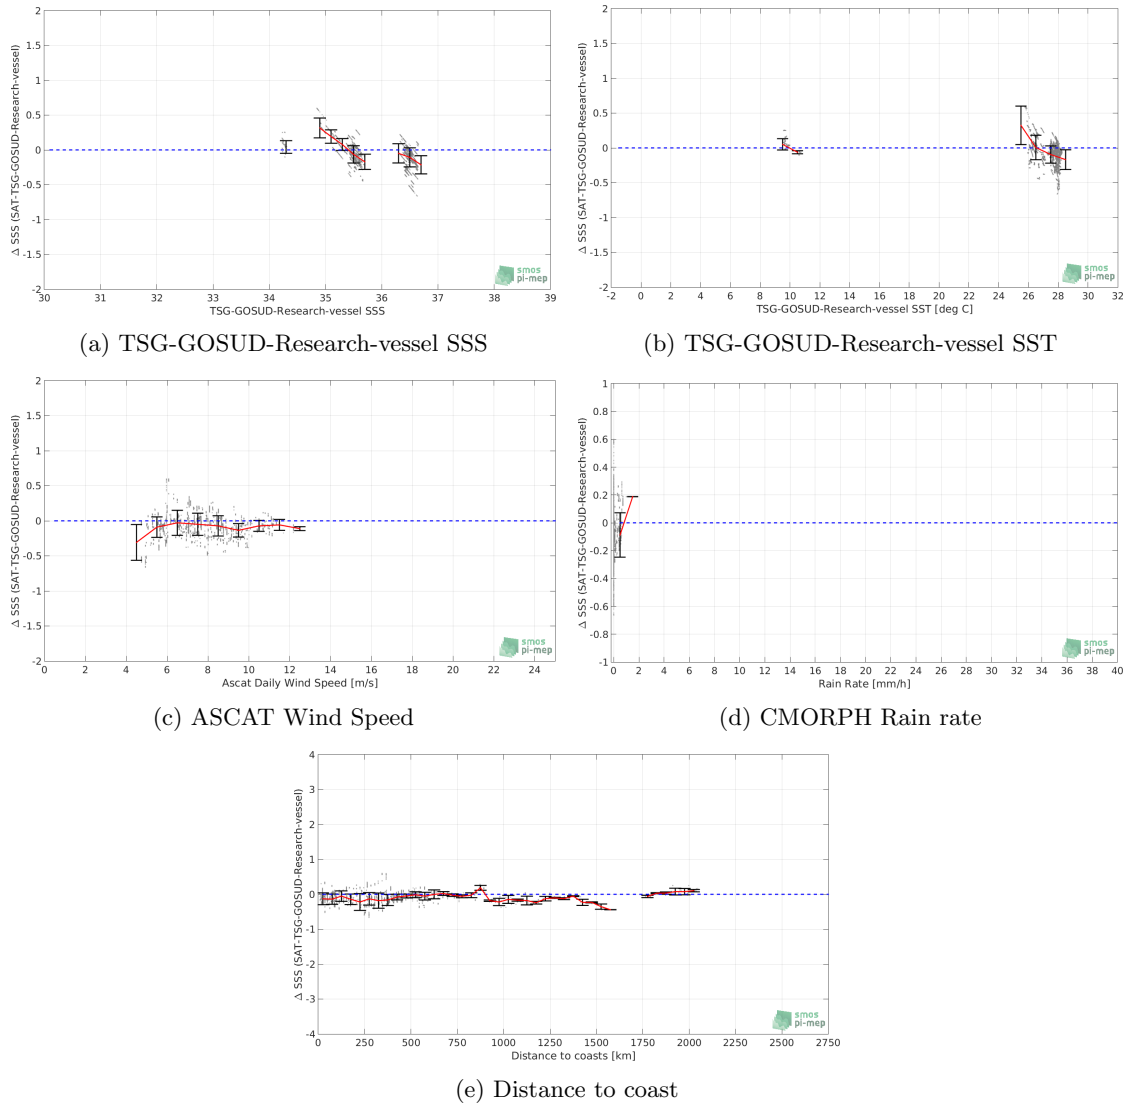 2
1.5
1
0.5
0
-0.5
-1
-1.5
-2
Δ SSS (SAT-TSG-GOSUD-Research-vessel)
30 31 32 33 34 35 36 37 38 39
TSG-GOSUD-Research-vessel SSS
smos
pi-mep
(a) TSG-GOSUD-Research-vessel SSS
2
1.5
1
0.5
0
-0.5
-1
-1.5
-2
Δ SSS (SAT-TSG-GOSUD-Research-vessel)
-2 0 2 4 6 8 10 12 14 16 18 20 22 24 26 28 30 32
TSG-GOSUD-Research-vessel SST [deg C]
smos
pi-mep
(b) TSG-GOSUD-Research-vessel SST
2
1.5
1
0.5
0
-0.5
-1
-1.5
-2
Δ SSS (SAT-TSG-GOSUD-Research-vessel)
0 2 4 6 8 10 12 14 16 18 20 22 24
Ascat Daily Wind Speed [m/s]
smos
pi-mep
(c) ASCAT Wind Speed
1
0.8
0.6
0.4
0.2
0
-0.2
-0.4
-0.6
-0.8
-1
Δ SSS (SAT-TSG-GOSUD-Research-vessel)
0 2 4 6 8 10 12 14 16 18 20 22 24 26 28 30 32 34 36 38 40
Rain Rate [mm/h]
smos
pi-mep
(d) CMORPH Rain rate
4
3
2
1
0
-1
-2
-3
-4
Δ SSS (SAT-TSG-GOSUD-Research-vessel)
0 250 500 750 1000 1250 1500 1750 2000 2250 2500 2750
Distance to coasts [km]
smos
pi-mep
(e) Distance to coast